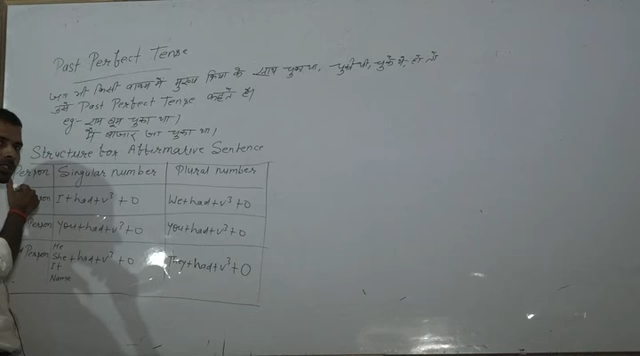 Past Perfect Tense
जब भी किसी वाक्य में मुख्य क्रिया के साथ चुका था, चुकी थी, चुके थे, हो तो
उसे Past Perfect Tense कहते है।
eg- राम घूम चुका था।
मैं बाजार जा चुका था।
Structure for Affirmative Sentence
Person Singular number Plural number
I+had+v³+O We+had+v³+O
Person You+had+v³+O You+had+v³+O
Person He
She+had+v³+O They+had+v³+O
It
Name